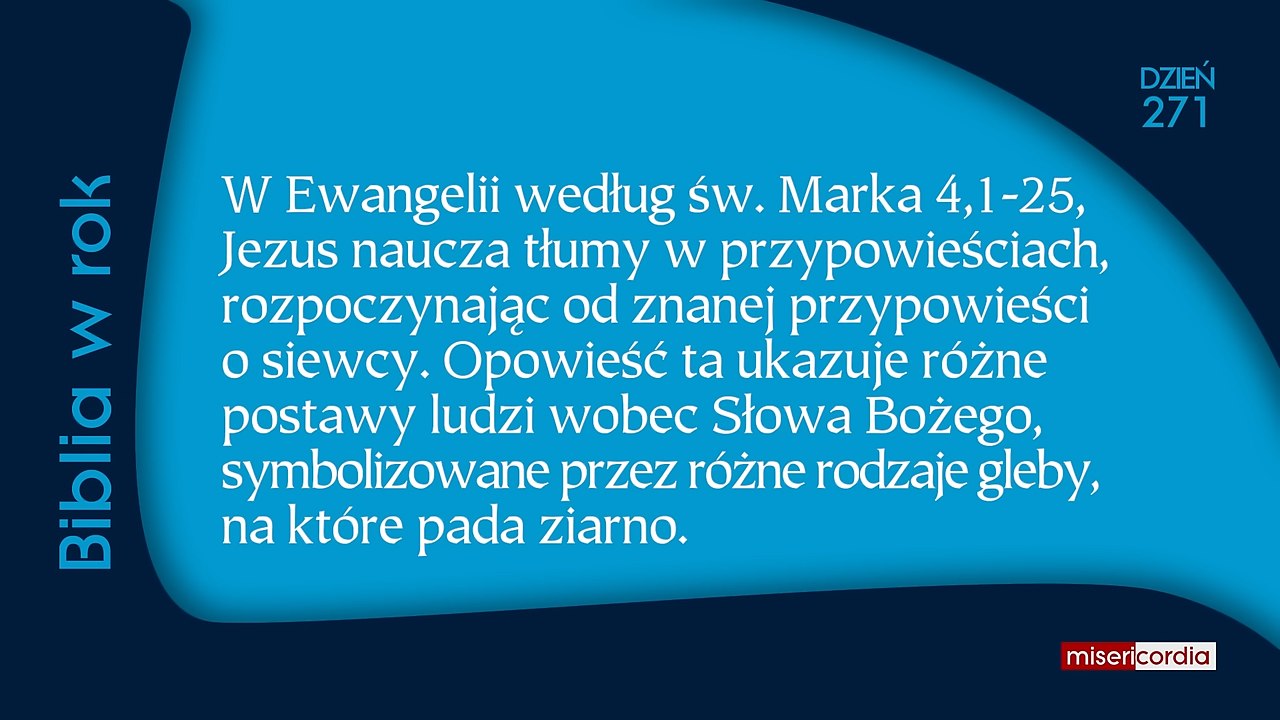 Biblia w rok
DZIEŃ
271
W Ewangelii według św. Marka 4,1-25,
Jezus naucza tłumy w przypowieściach,
rozpoczynając od znanej przypowieści
o siewcy. Opowieść ta ukazuje różne
postawy ludzi wobec Słowa Bożego,
symbolizowane przez różne rodzaje gleby,
na które pada ziarno.
misericordia